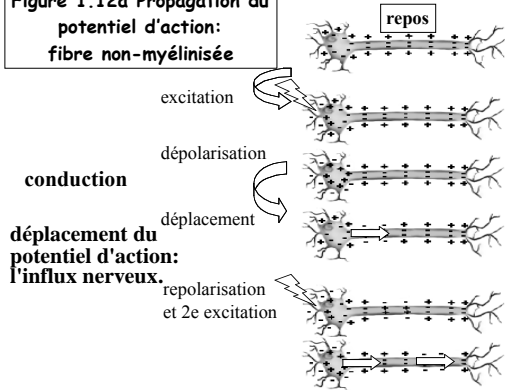 Figure 1.12a Propagation du
potentiel d'action:
fibre non-myélinisée
repos
excitation
dépolarisation
conduction
déplacement
déplacement du
potentiel d'action:
l'influx nerveux.
repolarisation
et 2e excitation